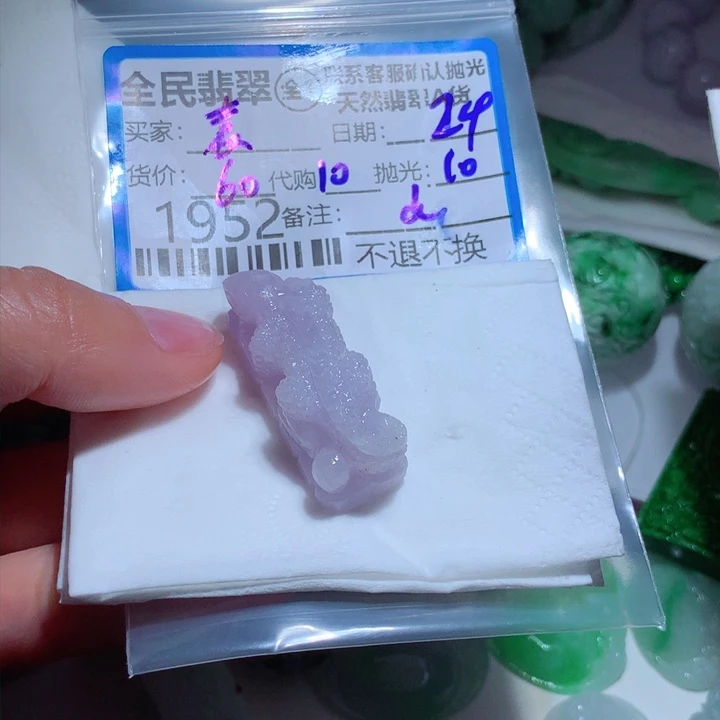 全民翡翠 全 联系客服确认抛光
天然翡翠A货
买家: 日期: 24
货价: 60 代购 10 抛光: 10
1952 备注:
不退不换